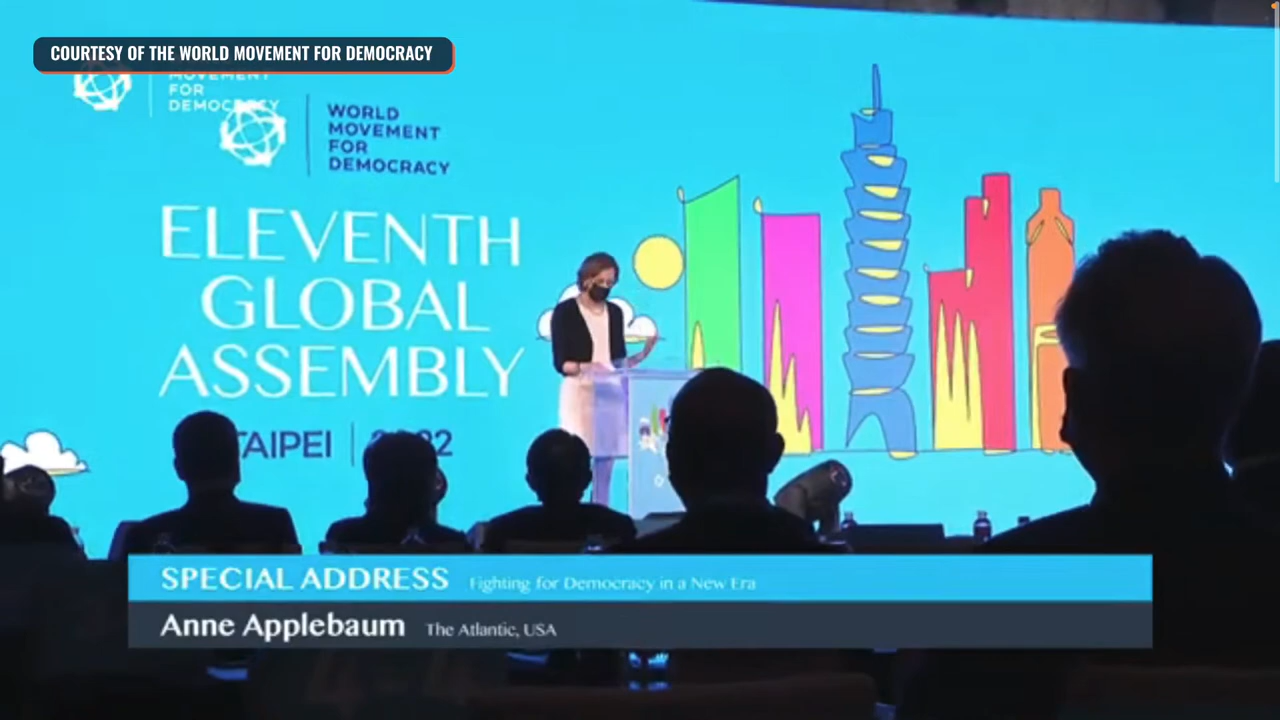 COURTESY OF THE WORLD MOVEMENT FOR DEMOCRACY
MOVEMENT
FOR
DEMOCRACY
WORLD
MOVEMENT
FOR
DEMOCRACY
ELEVENTH
GLOBAL
ASSEMBLY
TAIPEI | 2022
SPECIAL ADDRESS Fighting for Democracy in a New Era
Anne Applebaum The Atlantic, USA